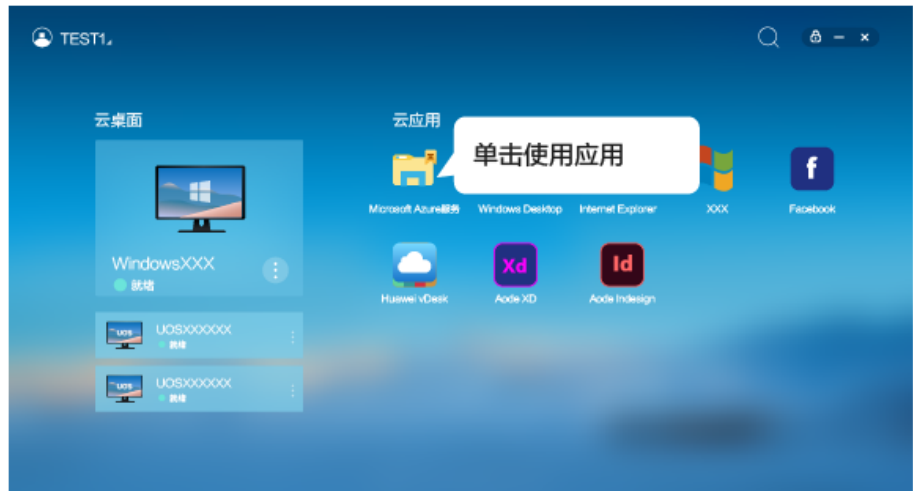 TEST1
云桌面
云应用
单击使用应用
Microsoft Azure服务
Windows Desktop
Internet Explorer
XXX
Facebook
f
WindowsXXX
就绪
Huawei vDesk
Xd
Aode XD
Id
Aode Indesign
UOS
UOSXXXXXX
就绪
UOS
UOSXXXXXX
就绪